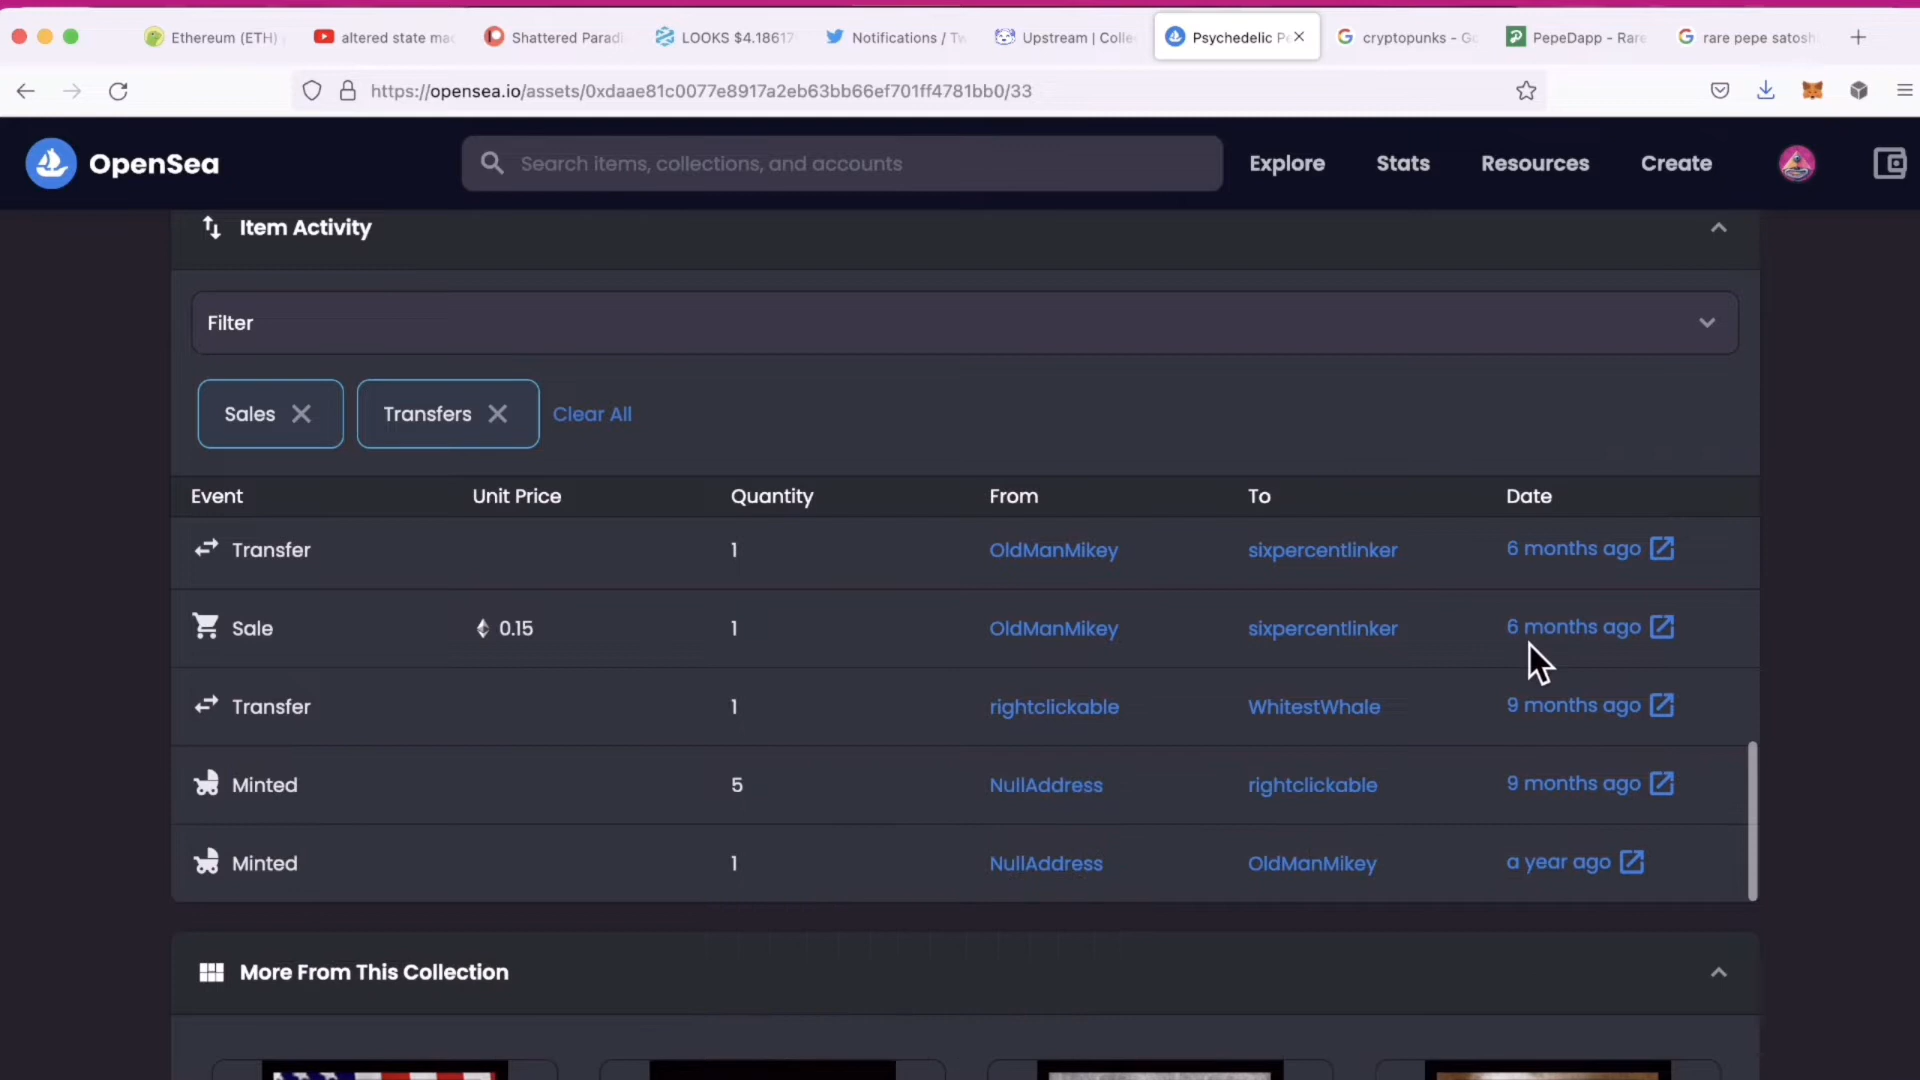 Ethereum (ETH)
altered state mac
Shattered Paradi
LOOKS $4.18617
Notifications / Tw
Upstream | Colle
Psychedelic P
cryptopunks - Go
PepeDapp - Rare
rare pepe satosh
https://opensea.io/assets/0xdaae81c0077e8917a2eb63bb66ef701ff4781bb0/33
OpenSea
Search items, collections, and accounts
Explore
Stats
Resources
Create
Item Activity
Filter
Sales
Transfers
Clear All
Event Unit Price Quantity From To Date
Transfer 1 OldManMikey sixpercentlinker 6 months ago
Sale 0.15 1 OldManMikey sixpercentlinker 6 months ago
Transfer 1 rightclickable WhitestWhale 9 months ago
Minted 5 NullAddress rightclickable 9 months ago
Minted 1 NullAddress OldManMikey a year ago
More From This Collection